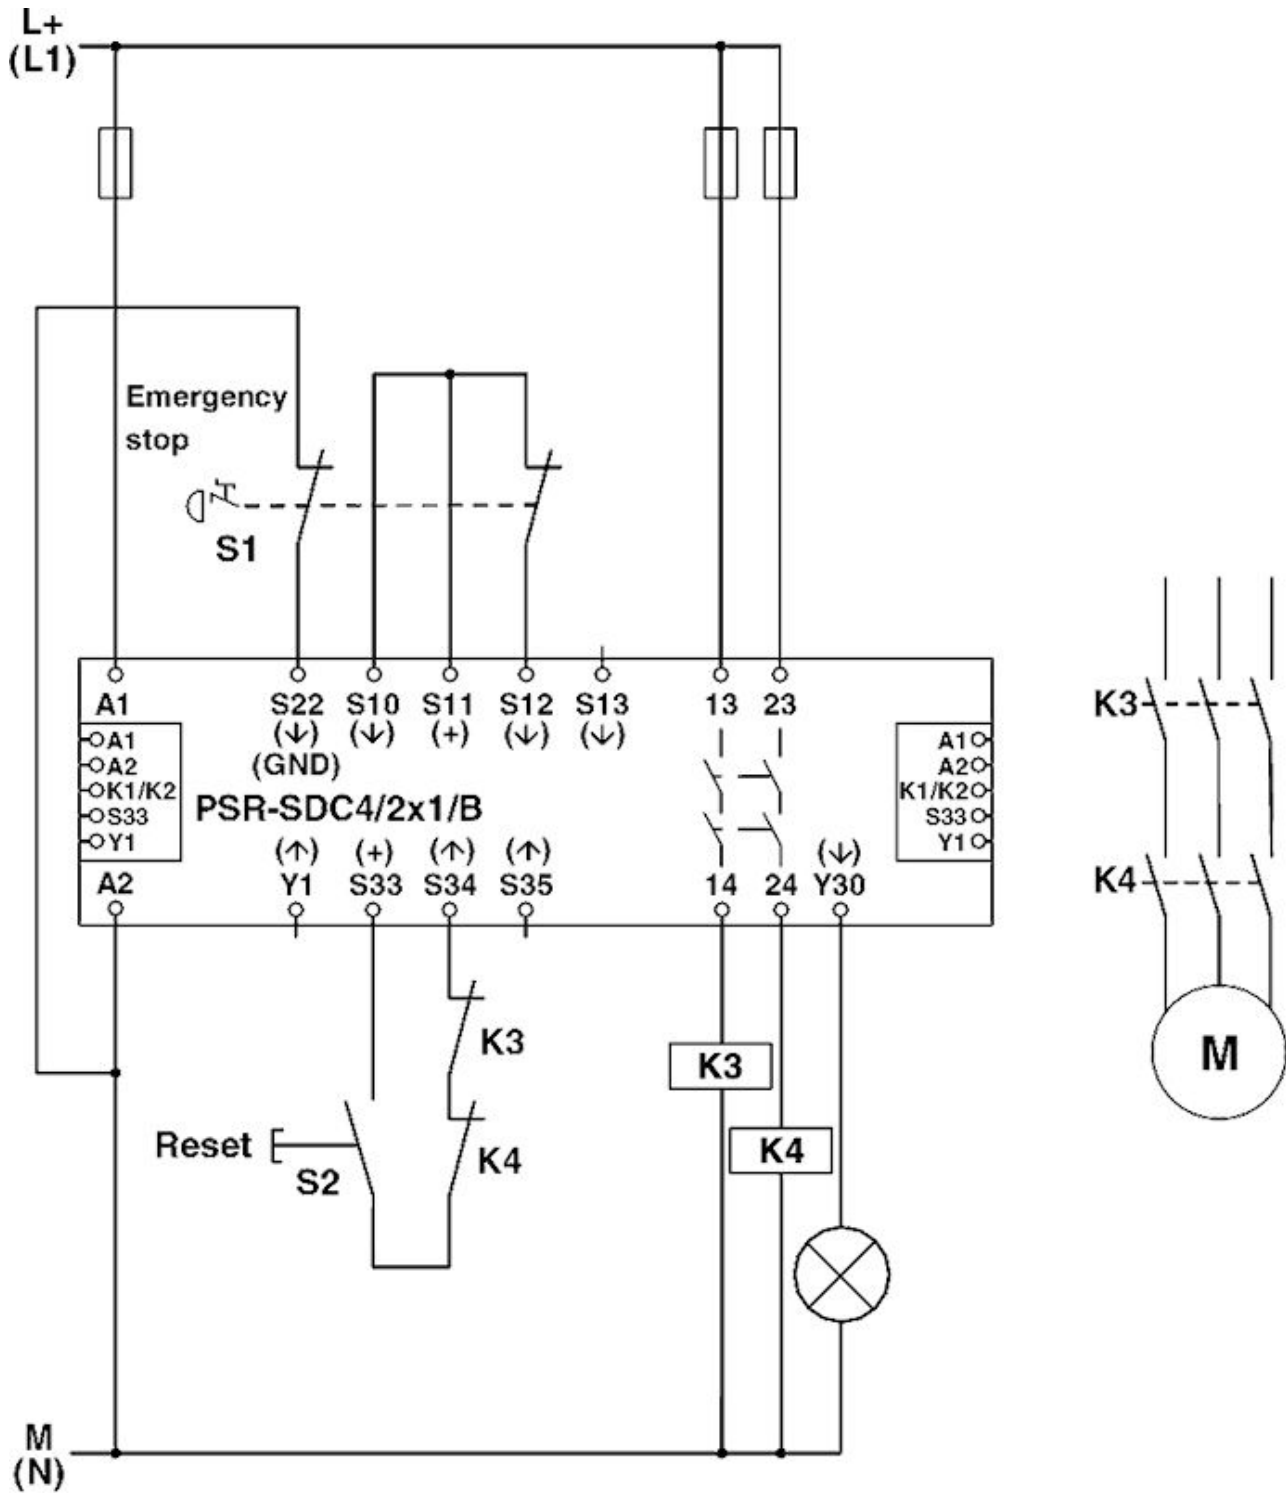 L+
(L1)
Emergency
stop
S1
A1 S22 S10 S11 S12 S13 13 23
(↓) (↓) (+) (↓) (↓)
(GND)
A1
A2
K1/K2
S33
Y1
PSR-SDC4/2x1/B
A1
A2
K1/K2
S33
Y1
(↑) (+) (↑) (↑) (↓)
A2 Y1 S33 S34 S35 14 24 Y30
K3
K4
M
K3
K3
Reset
S2
K4
K4
M
(N)